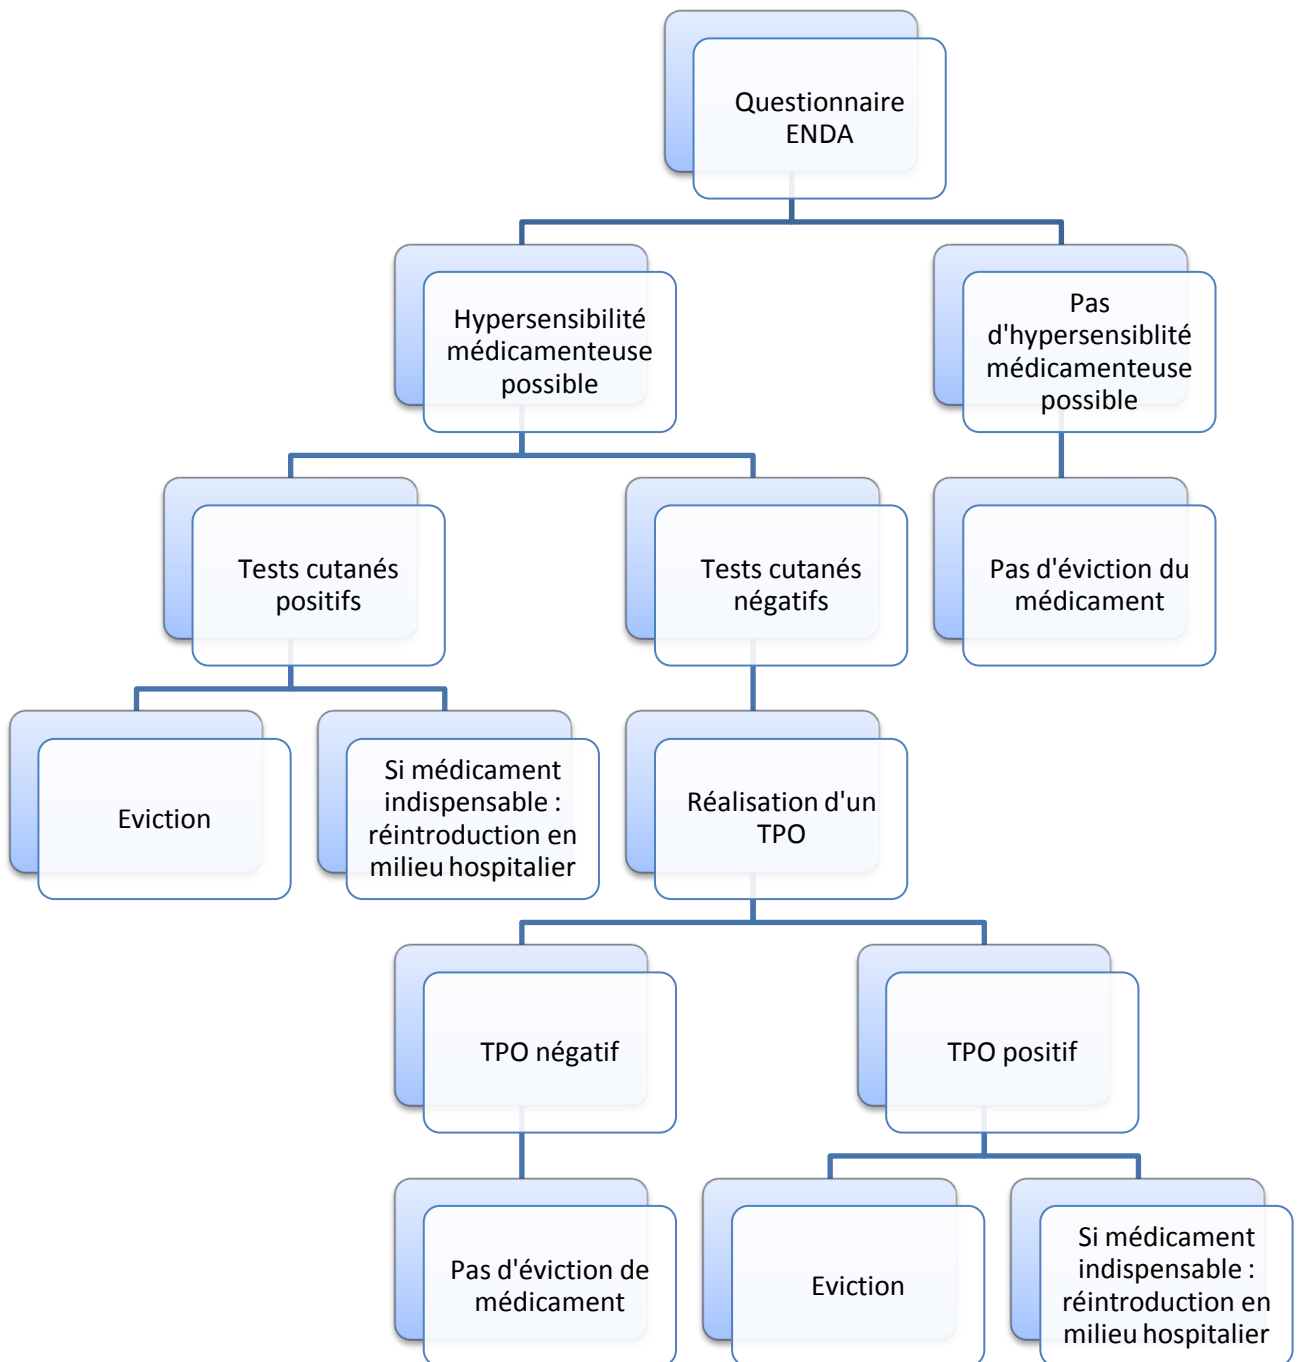 Questionnaire
ENDA
Hypersensibilité
médicamenteuse
possible
Pas
d'hypersensiblité
médicamenteuse
possible
Tests cutanés
positifs
Tests cutanés
négatifs
Pas d'éviction du
médicament
Eviction
Si médicament
indispensable :
réintroduction en
milieu hospitalier
Réalisation d'un
TPO
TPO négatif
TPO positif
Pas d'éviction de
médicament
Eviction
Si médicament
indispensable :
réintroduction en
milieu hospitalier